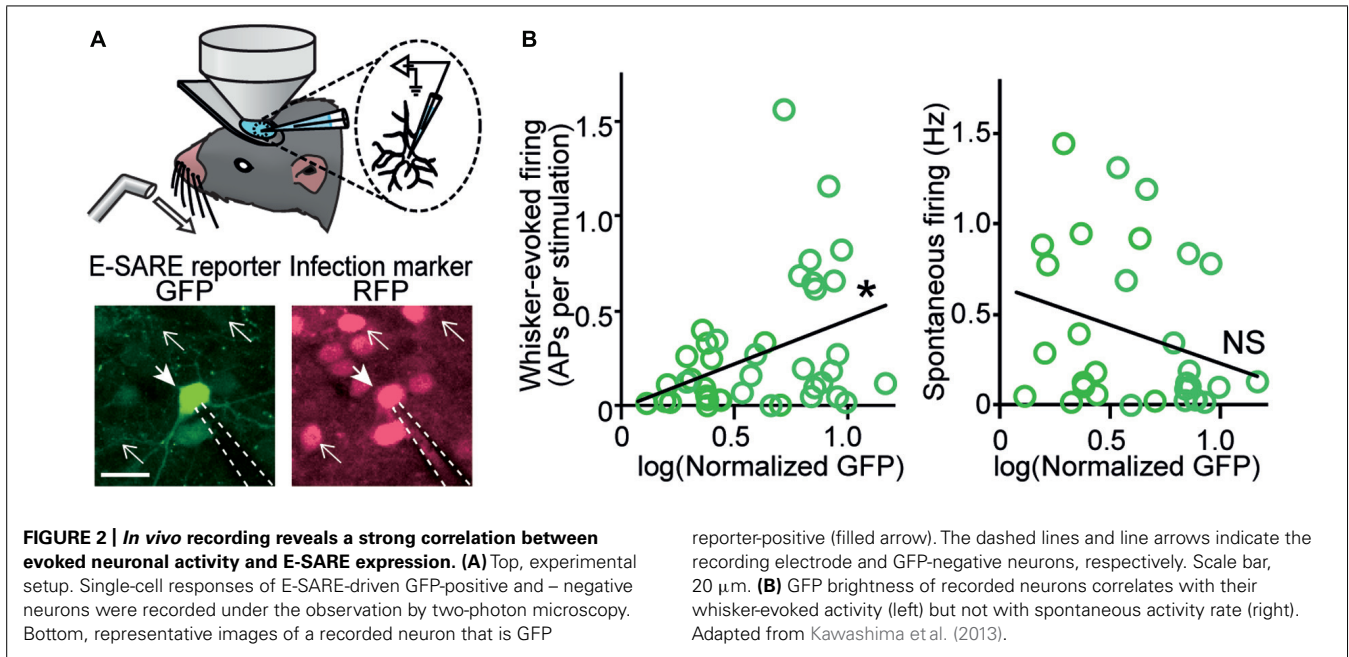 A
E-SARE reporter
GFP
Infection marker
RFP
B
Whisker-evoked firing
(APs per stimulation)
1.5
1.0
0.5
0
*
0
0.5
1.0
log(Normalized GFP)
Spontaneous firing (Hz)
1.5
1.0
0.5
0
NS
0
0.5
1.0
log(Normalized GFP)
FIGURE 2 | In vivo recording reveals a strong correlation between
evoked neuronal activity and E-SARE expression. (A) Top, experimental
setup. Single-cell responses of E-SARE-driven GFP-positive and – negative
neurons were recorded under the observation by two-photon microscopy.
Bottom, representative images of a recorded neuron that is GFP
reporter-positive (filled arrow). The dashed lines and line arrows indicate the
recording electrode and GFP-negative neurons, respectively. Scale bar,
20 μm. (B) GFP brightness of recorded neurons correlates with their
whisker-evoked activity (left) but not with spontaneous activity rate (right).
Adapted from Kawashima et al. (2013).